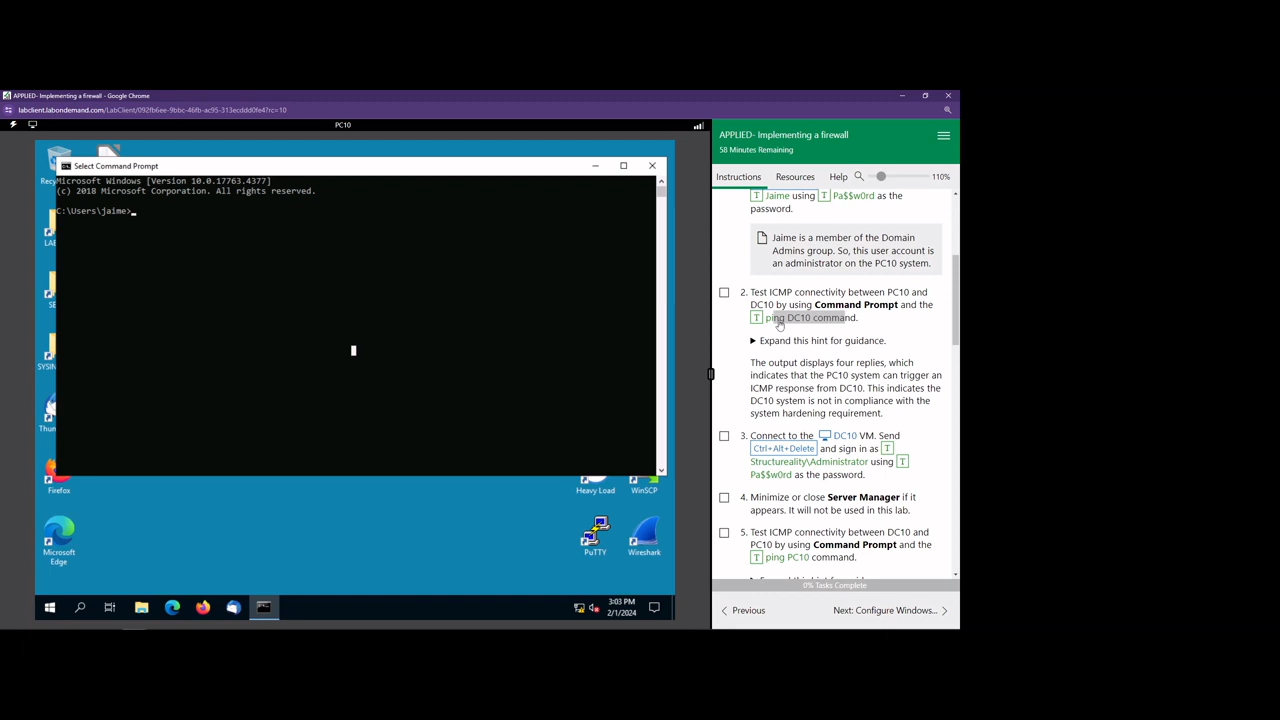 APPLIED- Implementing a firewall - Google Chrome
labclient.labondemand.com/LabClient/092fb6ee-9bbc-46fb-ac95-313ecddd0fe4?rc=10
PC10
Select Command Prompt
Microsoft Windows [Version 10.0.17763.4377]
(c) 2018 Microsoft Corporation. All rights reserved.
C:\Users\jaime>
Firefox
Microsoft
Edge
Heavy Load
WinSCP
PuTTY
Wireshark
3:03 PM
2/1/2024
APPLIED- Implementing a firewall
58 Minutes Remaining
Instructions
Resources
Help
110%
T Jaime using T Pa$$w0rd as the
password.
Jaime is a member of the Domain
Admins group. So, this user account is
an administrator on the PC10 system.
2. Test ICMP connectivity between PC10 and
DC10 by using Command Prompt and the
T ping DC10 command.
Expand this hint for guidance.
The output displays four replies, which
indicates that the PC10 system can trigger an
ICMP response from DC10. This indicates the
DC10 system is not in compliance with the
system hardening requirement.
3. Connect to the DC10 VM. Send
Ctrl+Alt+Delete and sign in as T
Structureality\Administrator using T
Pa$$w0rd as the password.
4. Minimize or close Server Manager if it
appears. It will not be used in this lab.
5. Test ICMP connectivity between DC10 and
PC10 by using Command Prompt and the
T ping PC10 command.
0% Tasks Complete
Previous
Next: Configure Windows...